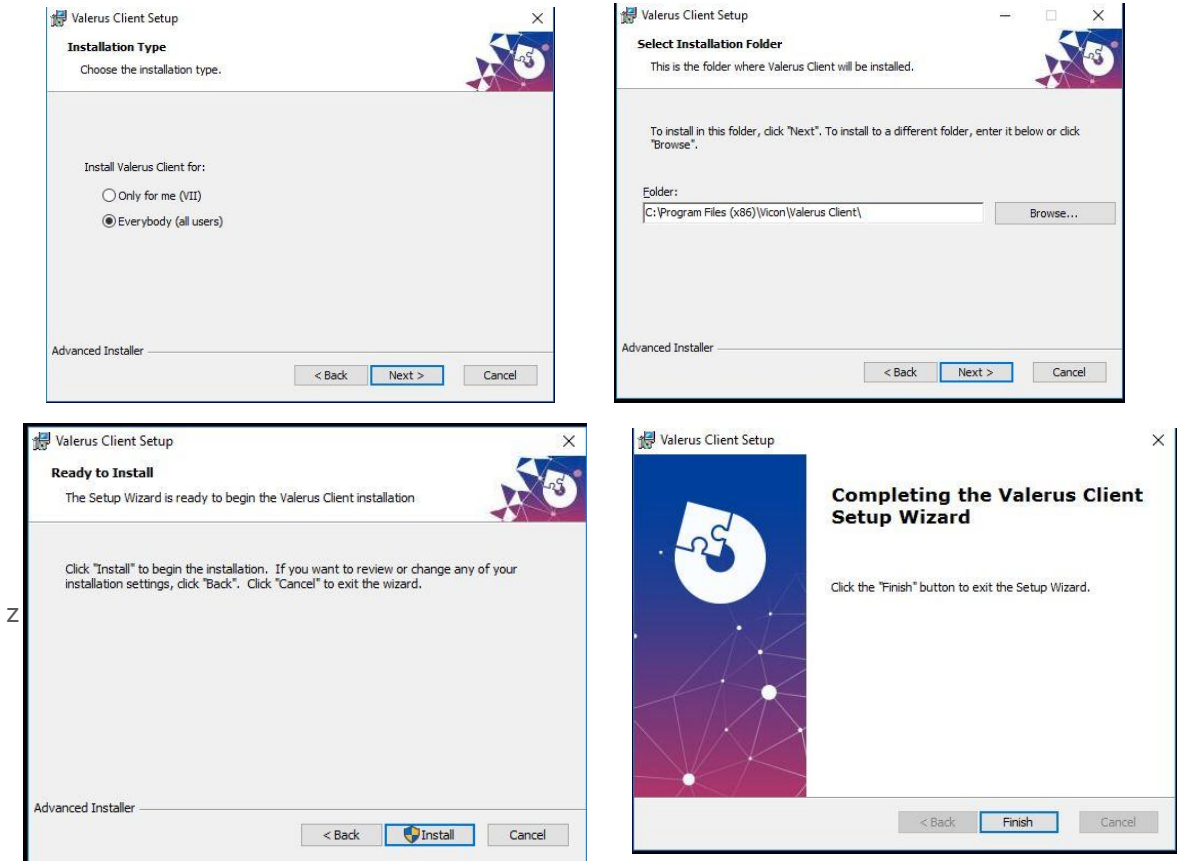 Valerus Client Setup
Installation Type
Choose the installation type.
Install Valerus Client for:
Only for me (VII)
Everybody (all users)
Advanced Installer
< Back Next > Cancel
Valerus Client Setup
Select Installation Folder
This is the folder where Valerus Client will be installed.
To install in this folder, click "Next". To install to a different folder, enter it below or click
"Browse".
Folder:
C:\Program Files (x86)\Vicon\Valerus Client\ Browse...
Advanced Installer
< Back Next > Cancel
Valerus Client Setup
Ready to Install
The Setup Wizard is ready to begin the Valerus Client installation
Click "Install" to begin the installation. If you want to review or change any of your
installation settings, click "Back". Click "Cancel" to exit the wizard.
z
Advanced Installer
< Back Install Cancel
Valerus Client Setup
Completing the Valerus Client
Setup Wizard
Click the "Finish" button to exit the Setup Wizard.
< Back Finish Cancel